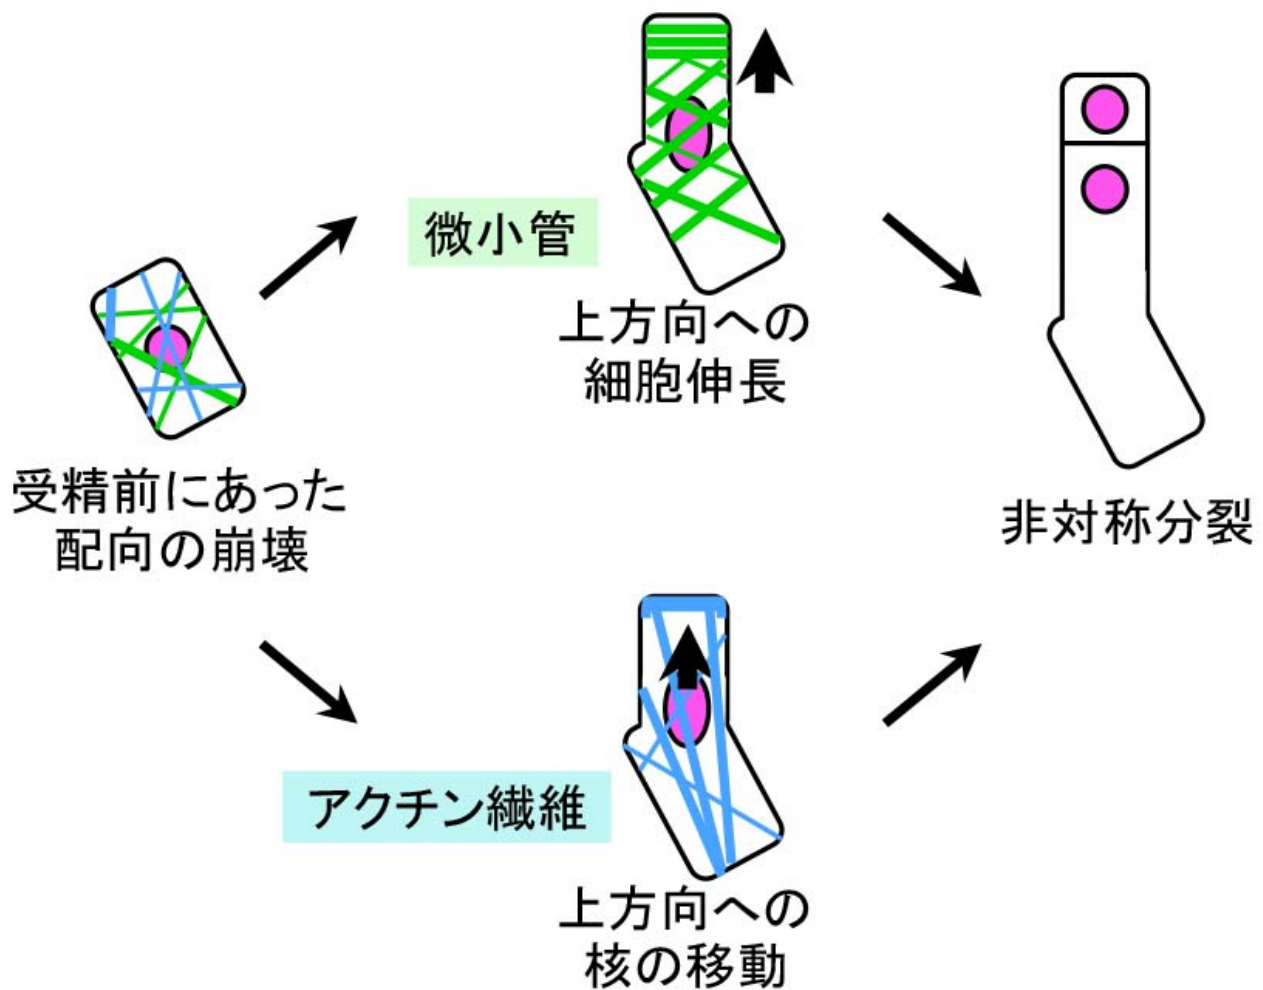 微小管
上方向への
細胞伸長
受精前にあった
配向の崩壊
非対称分裂
アクチン繊維
上方向への
核の移動